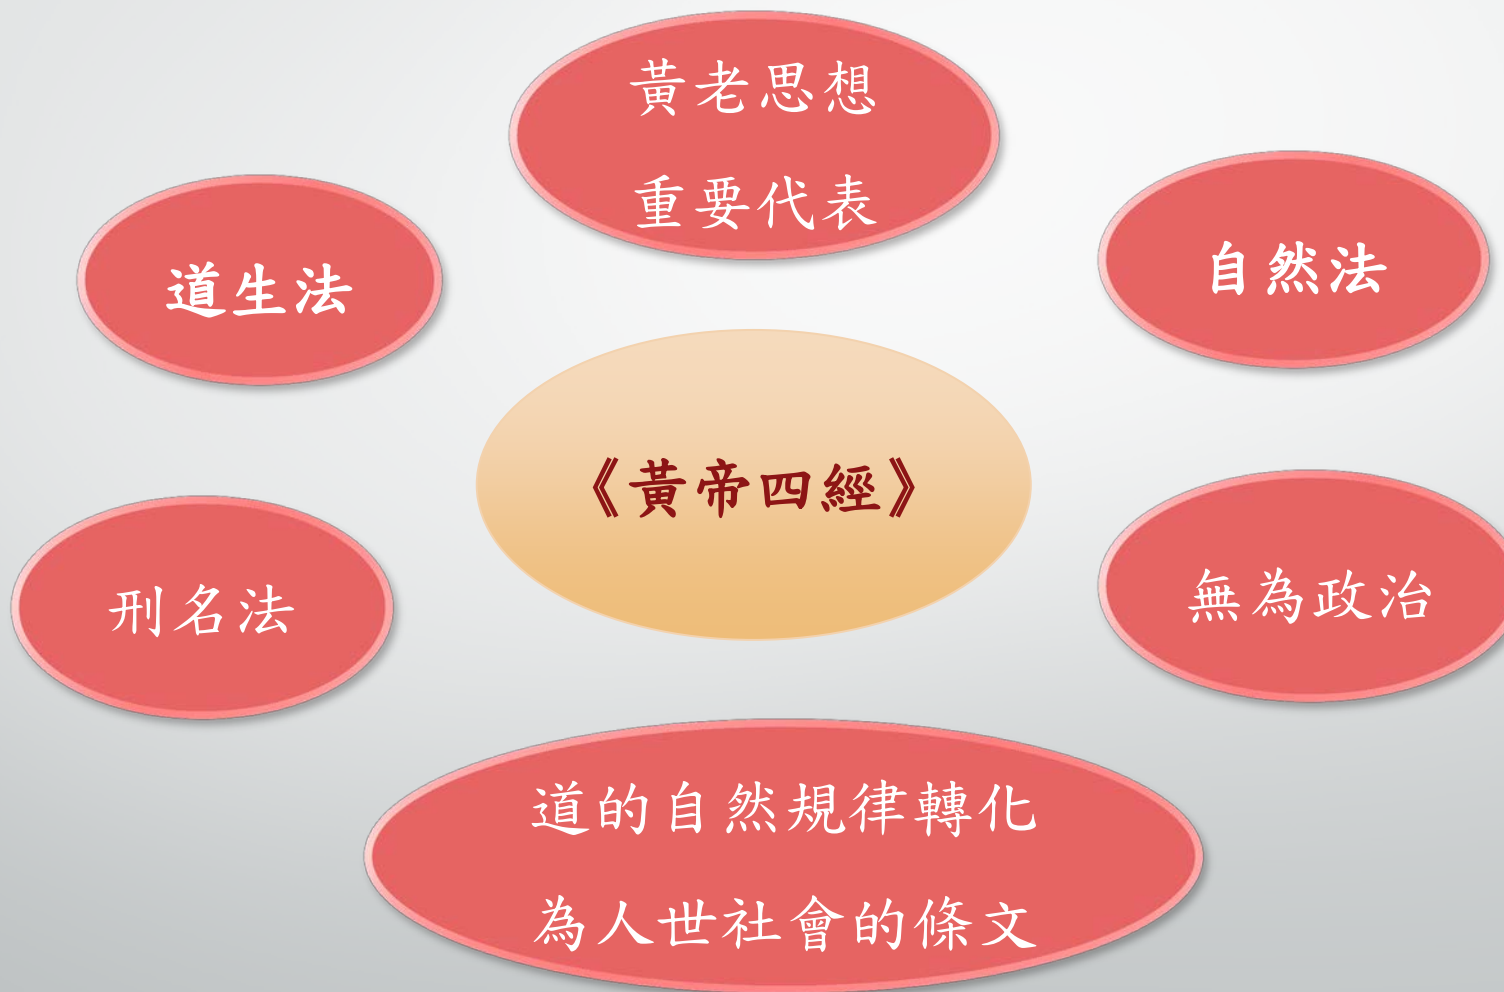 黃老思想
重要代表
道生法
自然法
《黃帝四經》
刑名法
無為政治
道的自然規律轉化
為人世社會的條文